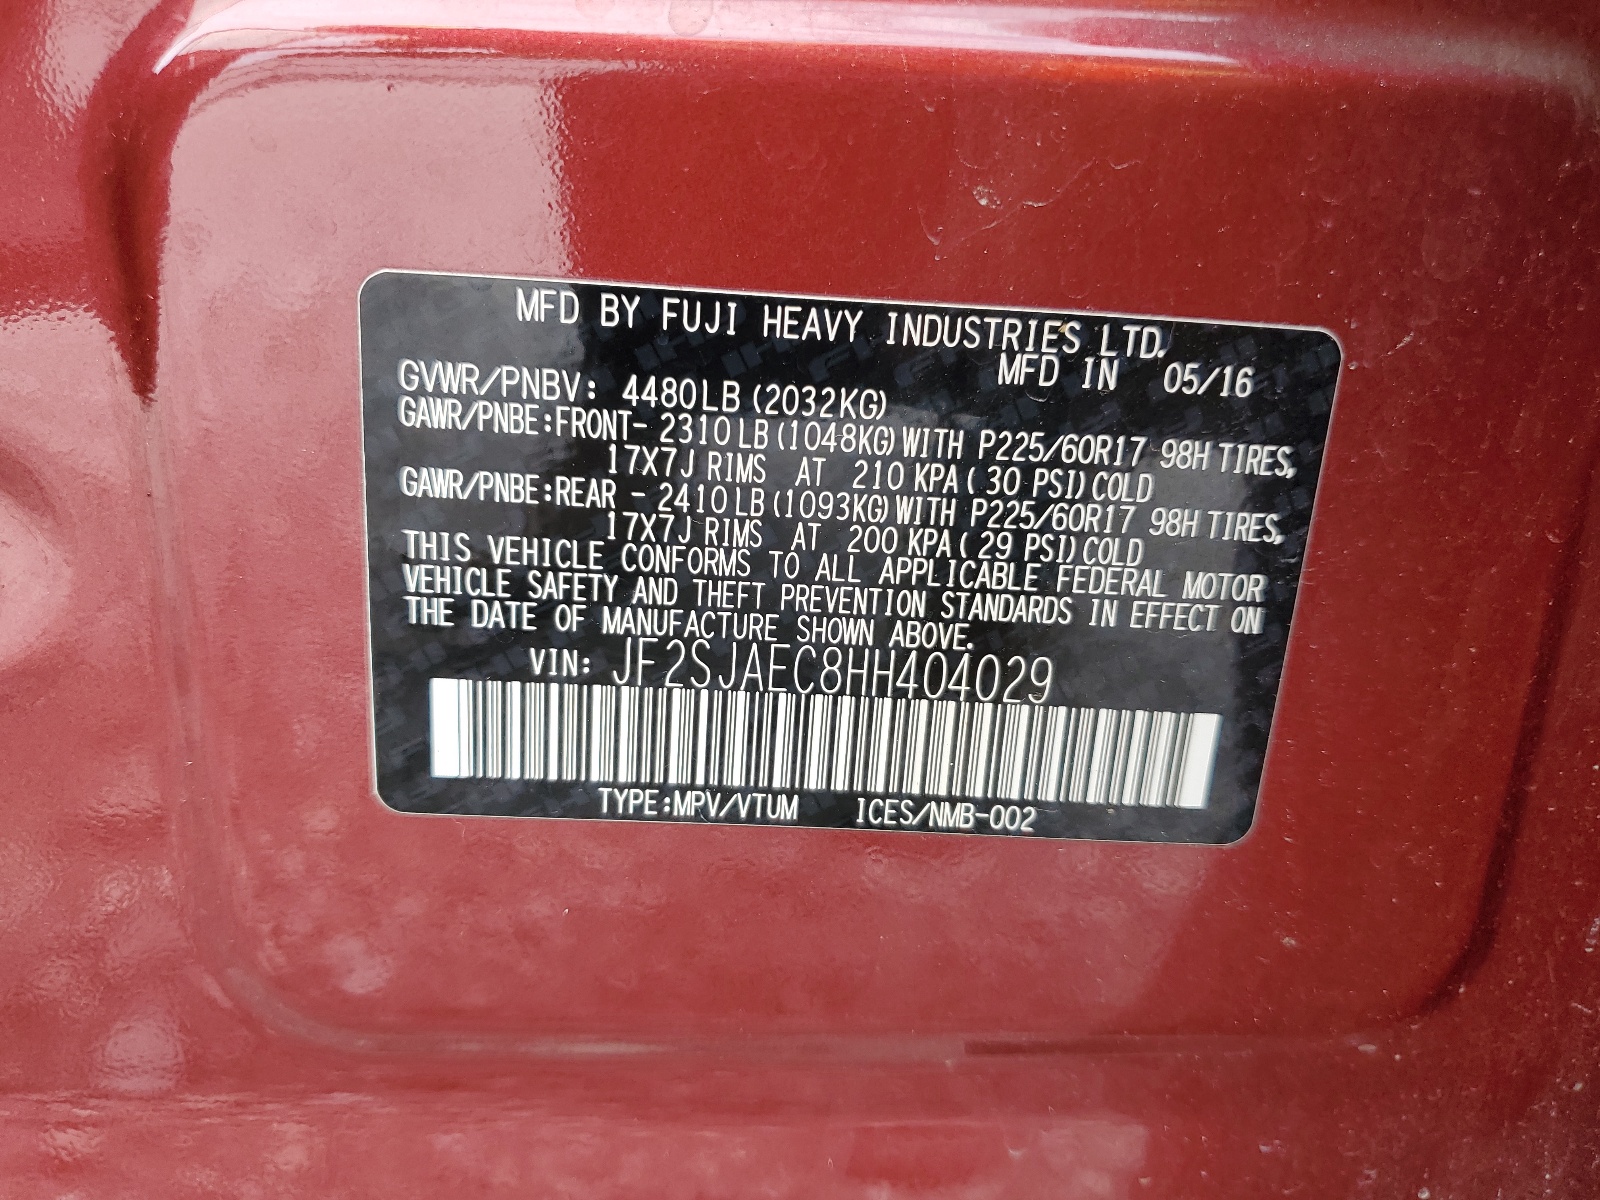 MFD BY FUJI HEAVY INDUSTRIES LTD.
MFD IN 05/16
GVWR/PNBV: 4480LB (2032KG)
GAWR/PNBE:FRONT- 2310LB (1048KG) WITH P225/60R17 98H TIRES,
17X7J RIMS AT 210 KPA ( 30 PSI) COLD
GAWR/PNBE:REAR - 2410LB (1093KG) WITH P225/60R17 98H TIRES,
17X7J RIMS AT 200 KPA ( 29 PSI) COLD
THIS VEHICLE CONFORMS TO ALL APPLICABLE FEDERAL MOTOR
VEHICLE SAFETY AND THEFT PREVENTION STANDARDS IN EFFECT ON
THE DATE OF MANUFACTURE SHOWN ABOVE.
VIN: JF2SJAEC8HH404029
TYPE:MPV/VTUM ICES/NMB-002